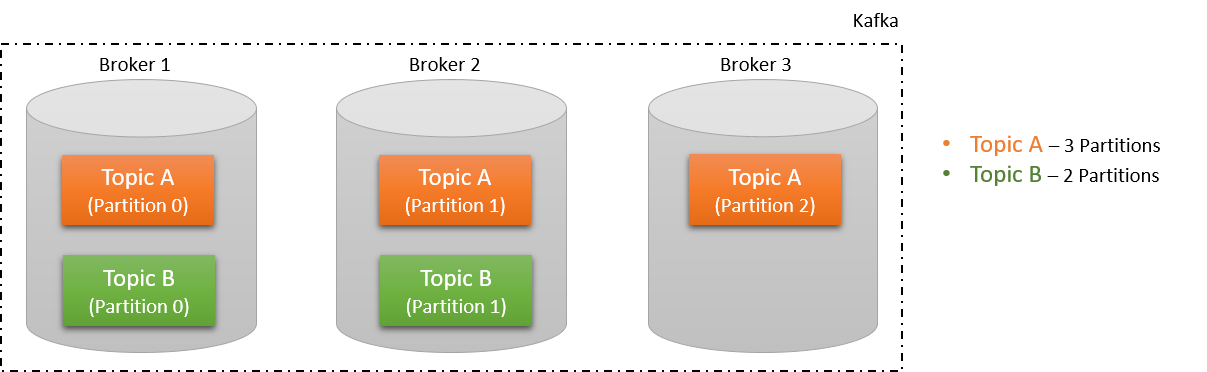 Kafka
Broker 1
Broker 2
Broker 3
Topic A
(Partition 0)
Topic A
(Partition 1)
Topic A
(Partition 2)
Topic B
(Partition 0)
Topic B
(Partition 1)
• Topic A – 3 Partitions
• Topic B – 2 Partitions